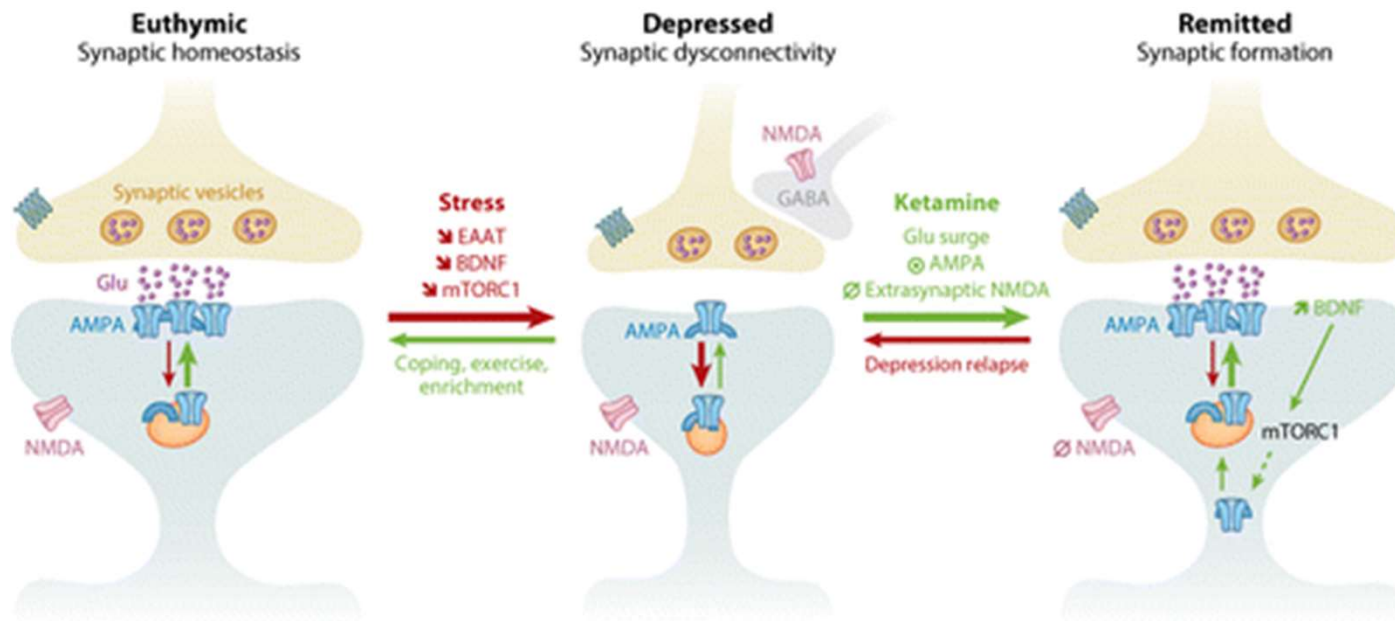 Euthymic
Synaptic homeostasis
Depressed
Synaptic dysconnectivity
Remitted
Synaptic formation
Synaptic vesicles
Glu
AMPA
NMDA
Stress
↘ EAAT
↘ BDNF
↘ mTORC1
Coping, exercise,
enrichment
NMDA
GABA
AMPA
NMDA
Ketamine
Glu surge
⊙ AMPA
Ø Extrasynaptic NMDA
Depression relapse
AMPA
↗ BDNF
Ø NMDA
mTORC1